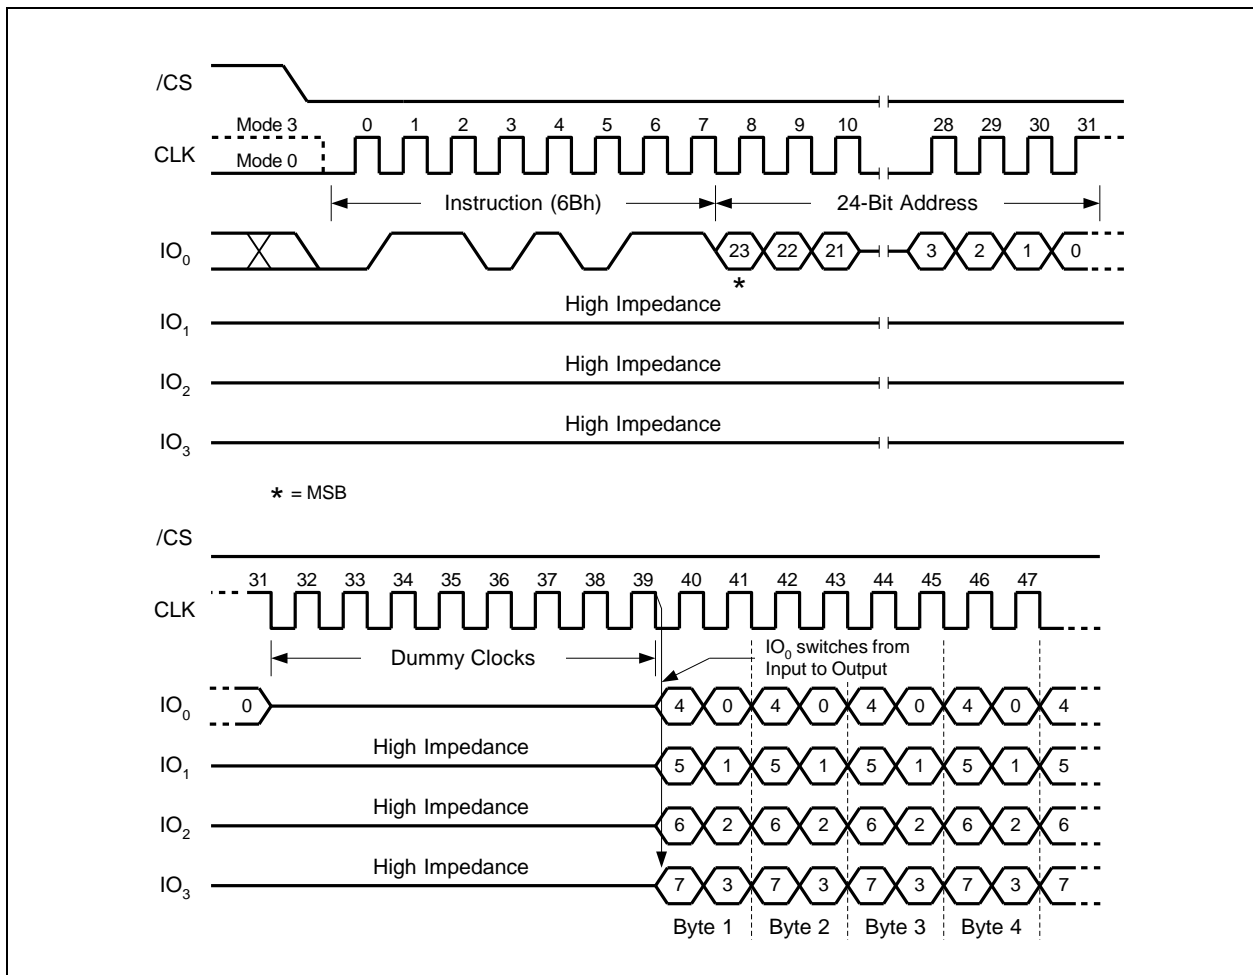 /CS
Mode 3 0 1 2 3 4 5 6 7 8 9 10 28 29 30 31
CLK
Mode 0
Instruction (6Bh) 24-Bit Address
IO0 23 22 21 3 2 1 0
*
High Impedance
IO1
High Impedance
IO2
High Impedance
IO3
* = MSB
/CS
31 32 33 34 35 36 37 38 39 40 41 42 43 44 45 46 47
CLK
Dummy Clocks
IO0 switches from
Input to Output
IO0 0 4 0 4 0 4 0 4 0 4
High Impedance
IO1 5 1 5 1 5 1 5 1 5
High Impedance
IO2 6 2 6 2 6 2 6 2 6
High Impedance
IO3 7 3 7 3 7 3 7 3 7
Byte 1 Byte 2 Byte 3 Byte 4